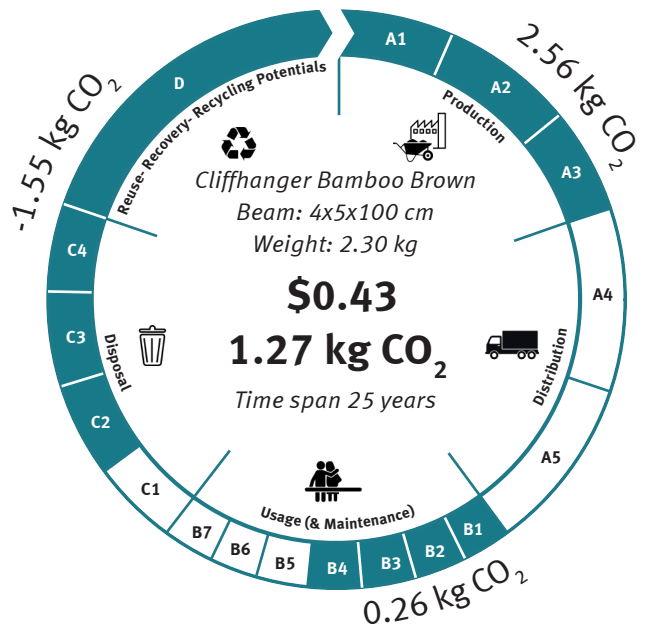 Cliffhanger Bamboo Brown
Beam: 4x5x100 cm
Weight: 2.30 kg
$0.43
1.27 kg CO2
Time span 25 years
A1
A2
A3
Production
2.56 kg CO2
A4
A5
Distribution
B1
B2
B3
B4
B5
B6
B7
Usage (& Maintenance)
0.26 kg CO2
C1
C2
C3
C4
Disposal
D
Reuse- Recovery- Recycling Potentials
-1.55 kg CO2